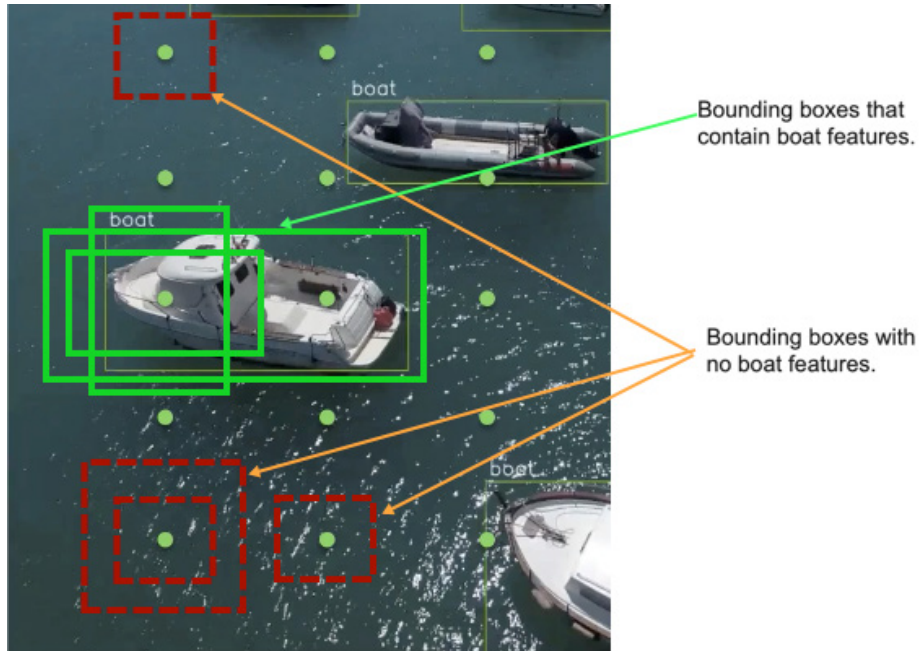 boat
Bounding boxes that
contain boat features.
boat
Bounding boxes with
no boat features.
boat